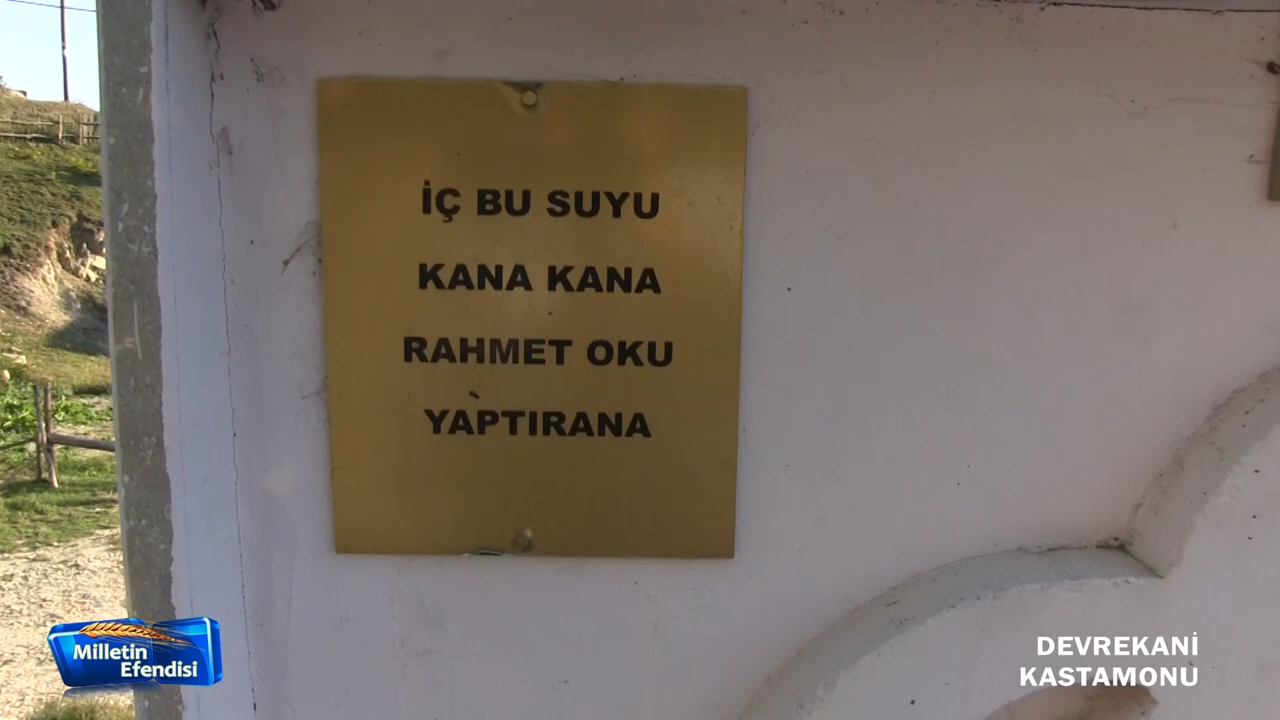 İÇ BU SUYU
KANA KANA
RAHMET OKU
YAPTIRANA
Milletin
Efendisi
DEVREKANİ
KASTAMONU